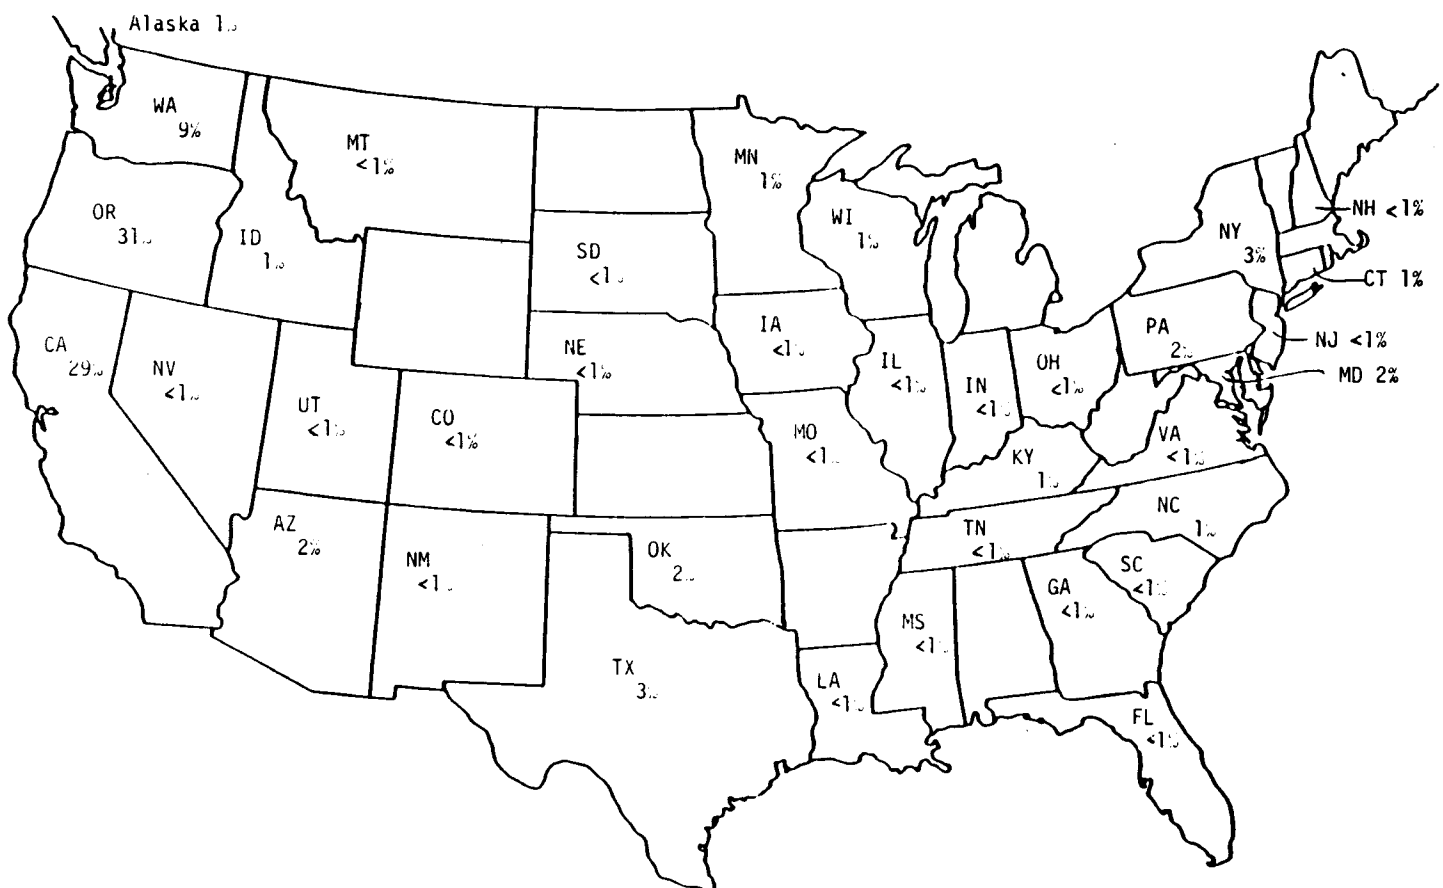 Alaska 1%
WA
9%
MT
<1%
MN
1%
OR
31%
ID
1%
SD
<1%
WI
1%
NY
3%
NH <1%
CT 1%
CA
29%
NV
<1%
NE
<1%
IA
<1%
IL
<1%
IN
<1%
OH
<1%
PA
2%
NJ <1%
MD 2%
UT
<1%
CO
<1%
MO
<1%
KY
1%
VA
<1%
AZ
2%
NM
<1%
OK
2%
TN
<1%
NC
1%
SC
<1%
GA
<1%
MS
<1%
TX
3%
LA
<1%
FL
<1%